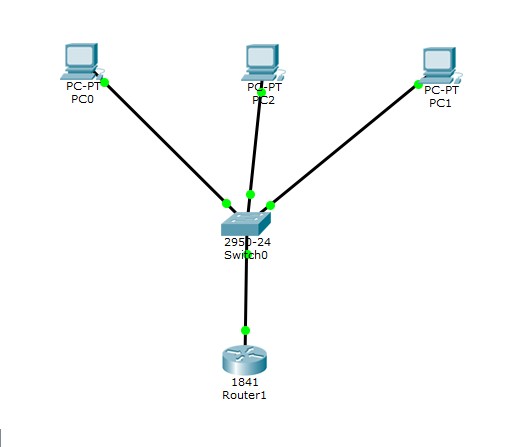 PC-PT
PC0
PC-PT
PC2
PC-PT
PC1
2950-24
Switch0
1841
Router1